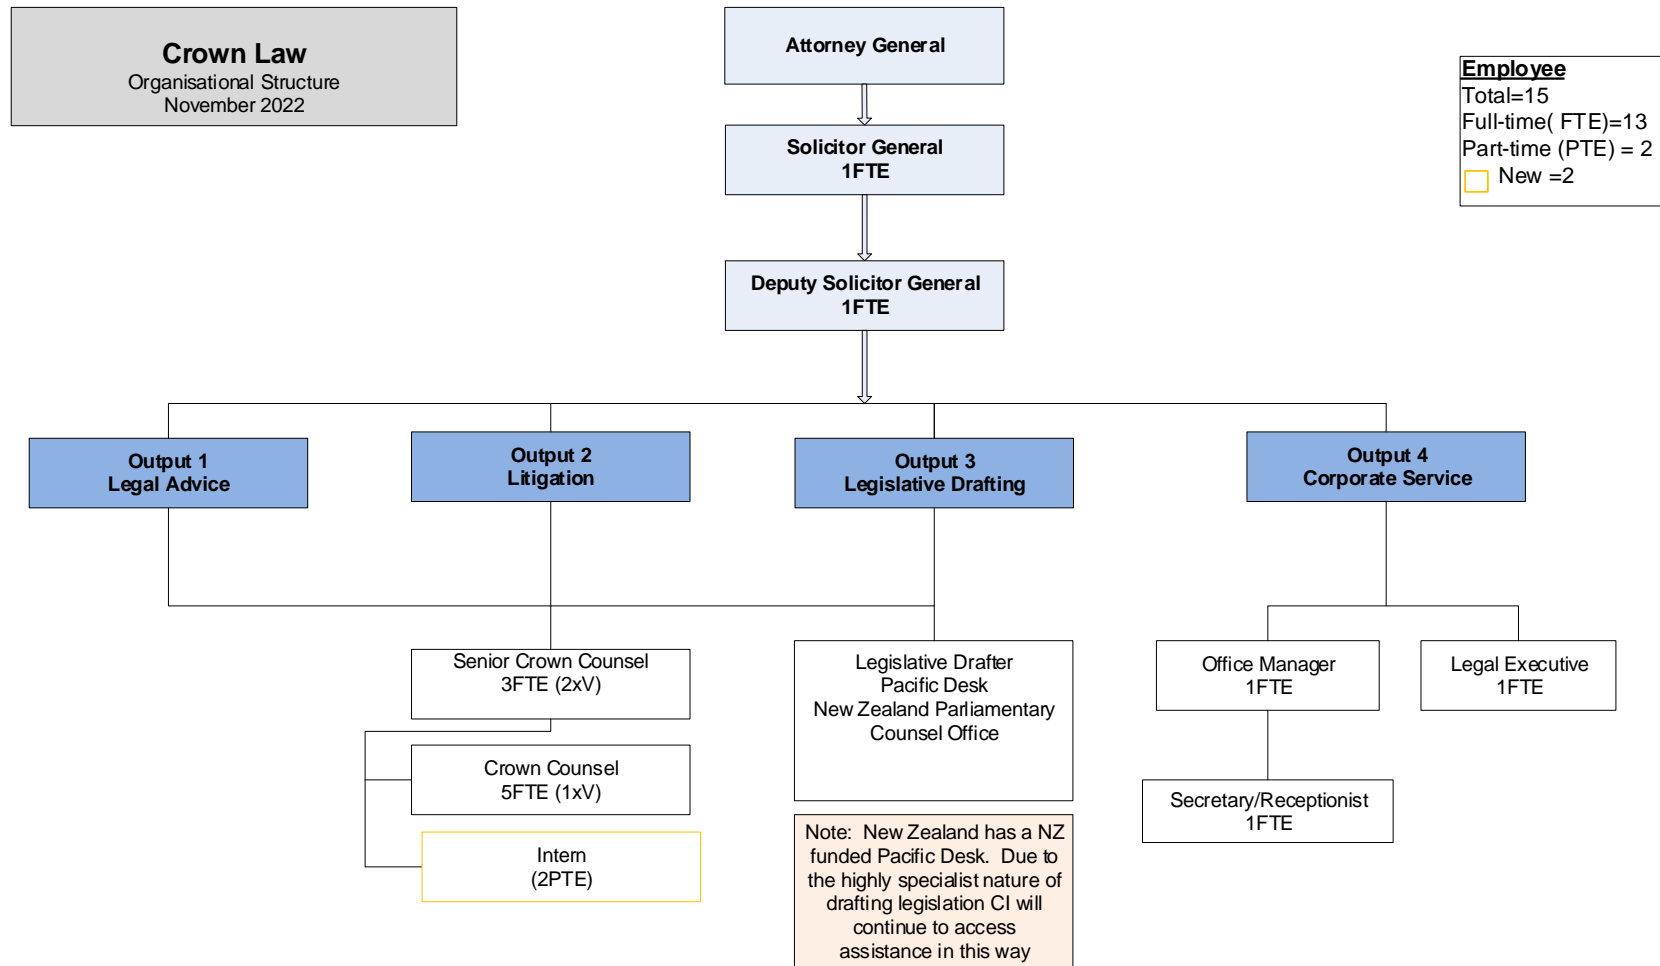 Crown Law
Organisational Structure
November 2022
Attorney General
Employee
Total=15
Full-time( FTE)=13
Part-time (PTE) = 2
New =2
Solicitor General
1FTE
Deputy Solicitor General
1FTE
Output 1
Legal Advice
Output 2
Litigation
Output 3
Legislative Drafting
Output 4
Corporate Service
Senior Crown Counsel
3FTE (2xV)
Crown Counsel
5FTE (1xV)
Intern
(2PTE)
Legislative Drafter
Pacific Desk
New Zealand Parliamentary
Counsel Office
Note: New Zealand has a NZ
funded Pacific Desk. Due to
the highly specialist nature of
drafting legislation CI will
continue to access
assistance in this way
Office Manager
1FTE
Legal Executive
1FTE
Secretary/Receptionist
1FTE